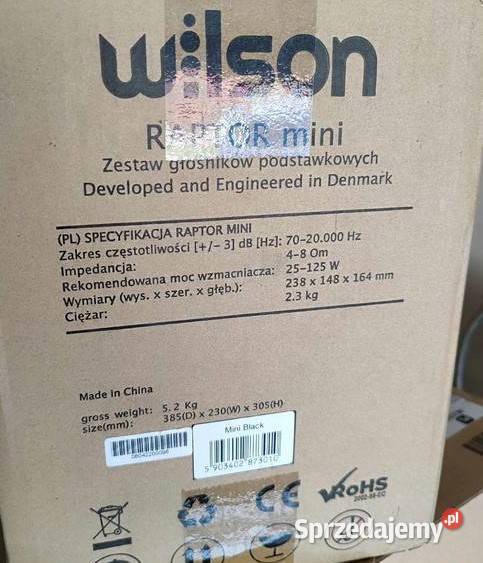 wilson
RAPTOR mini
Zestaw głośników podstawkowych
Developed and Engineered in Denmark
(PL) SPECYFIKACJA RAPTOR MINI
Zakres częstotliwości [+/- 3] dB [Hz]: 70-20.000 Hz
Impedancja: 4-8 Om
Rekomendowana moc wzmacniacza: 25-125 W
Wymiary (wys. x szer. x głęb.): 238 x 148 x 164 mm
Ciężar: 2.3 kg
Made in China
gross weight: 5.2 Kg
size(mm): 385(D) x 230(W) x 305(H)
Mini Black
5 903402 873010
CE
RoHS
2002-95-EC
Sprzedajemy.pl